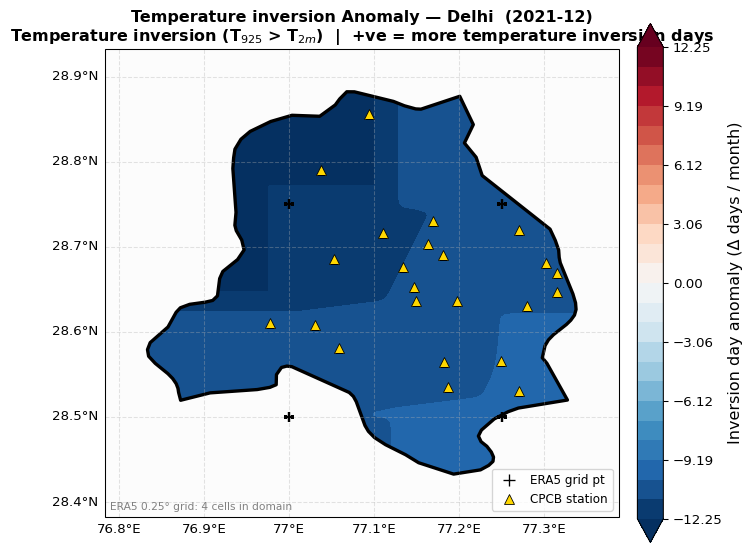 Temperature inversion Anomaly — Delhi  (2021-12)
Temperature inversion (T₉₂₅ > T₂ₘ)  |  +ve = more temperature inversion days
28.9°N
28.8°N
28.7°N
28.6°N
28.5°N
28.4°N
76.8°E
76.9°E
77°E
77.1°E
77.2°E
77.3°E
ERA5 0.25° grid: 4 cells in domain
ERA5 grid pt
CPCB station
12.25
9.19
6.12
3.06
0.00
−3.06
−6.12
−9.19
−12.25
Inversion day anomaly (Δ days / month)